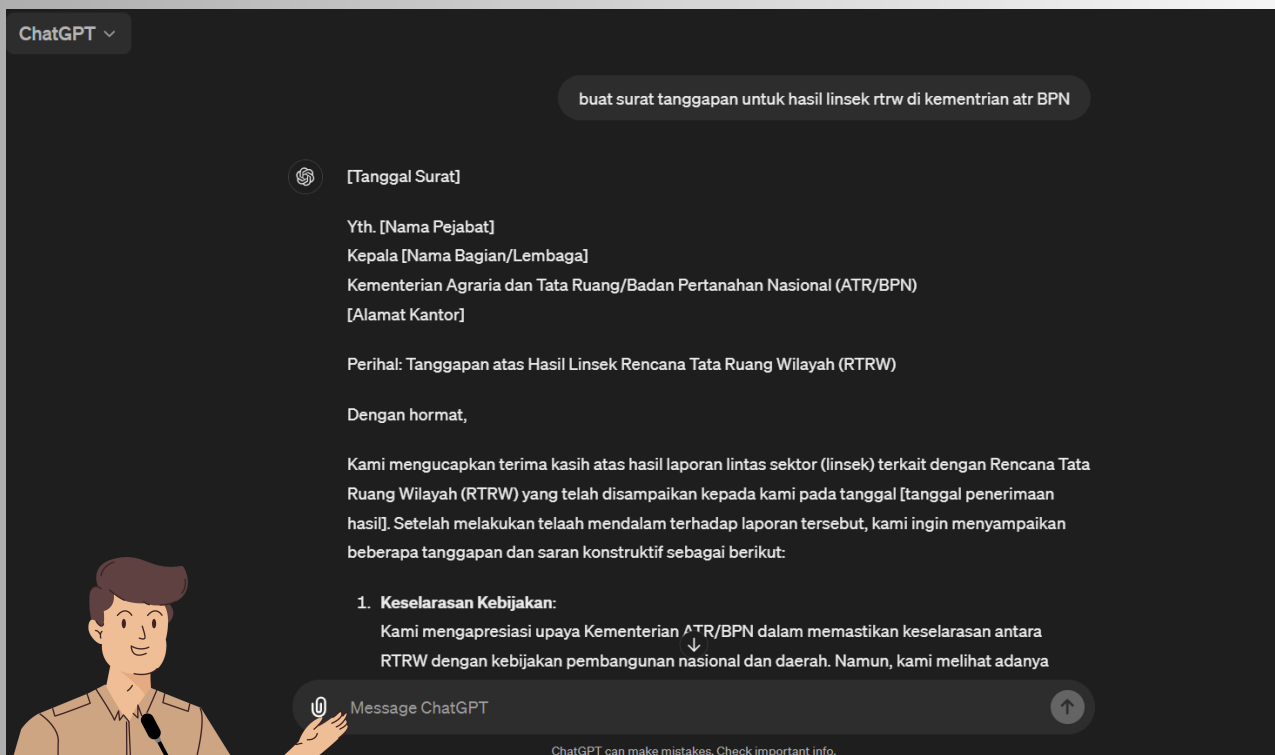 ChatGPT
buat surat tanggapan untuk hasil linsek rtrw di kementrian atr BPN
[Tanggal Surat]
Yth. [Nama Pejabat]
Kepala [Nama Bagian/Lembaga]
Kementerian Agraria dan Tata Ruang/Badan Pertanahan Nasional (ATR/BPN)
[Alamat Kantor]
Perihal: Tanggapan atas Hasil Linsek Rencana Tata Ruang Wilayah (RTRW)
Dengan hormat,
Kami mengucapkan terima kasih atas hasil laporan lintas sektor (linsek) terkait dengan Rencana Tata
Ruang Wilayah (RTRW) yang telah disampaikan kepada kami pada tanggal [tanggal penerimaan
hasil]. Setelah melakukan telaah mendalam terhadap laporan tersebut, kami ingin menyampaikan
beberapa tanggapan dan saran konstruktif sebagai berikut:
1. Keselarasan Kebijakan:
Kami mengapresiasi upaya Kementerian ATR/BPN dalam memastikan keselarasan antara
RTRW dengan kebijakan pembangunan nasional dan daerah. Namun, kami melihat adanya
Message ChatGPT
ChatGPT can make mistakes. Check important info.